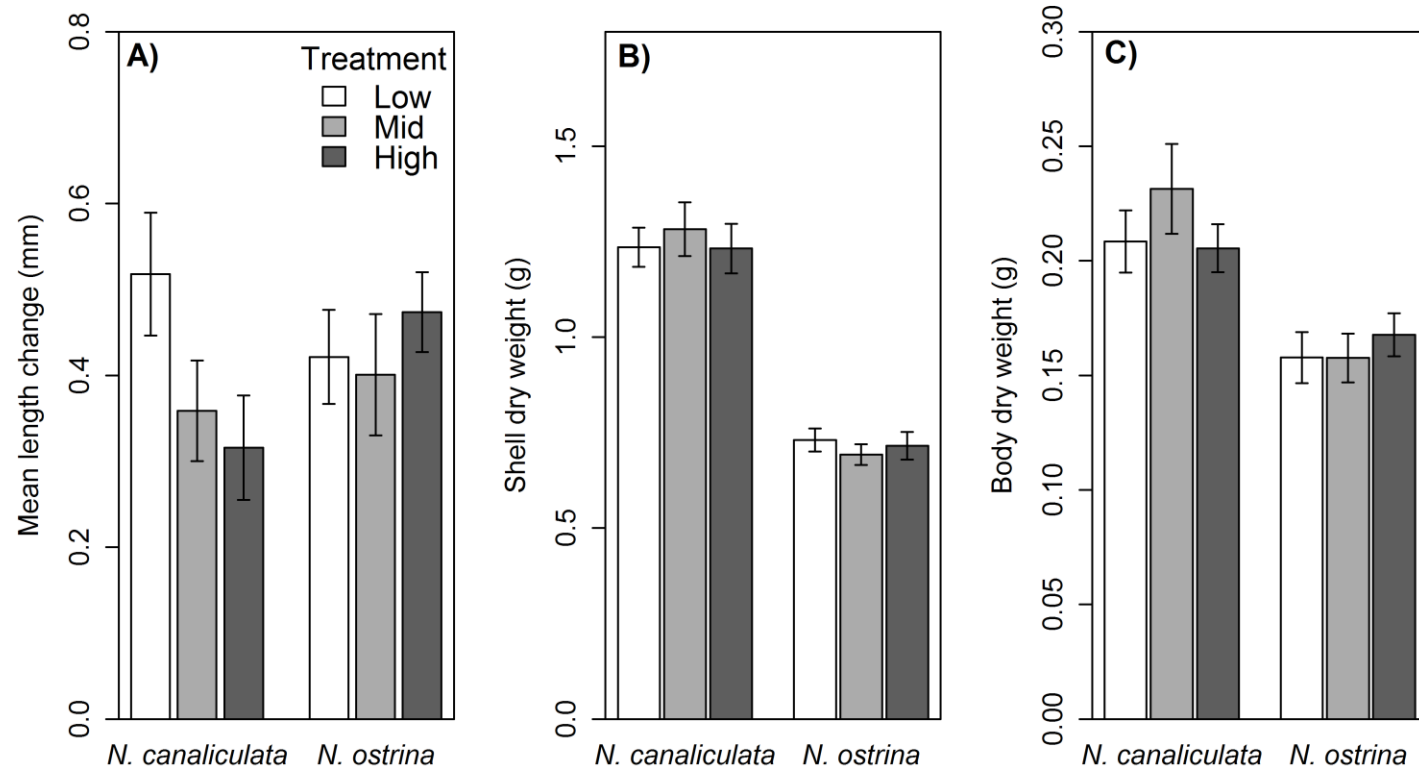 A)
Treatment
Low
Mid
High
Mean length change (mm)
0.0
0.2
0.4
0.6
0.8
N. canaliculata N. ostrina
B)
Shell dry weight (g)
0.0
0.5
1.0
1.5
N. canaliculata N. ostrina
C)
Body dry weight (g)
0.00
0.05
0.10
0.15
0.20
0.25
0.30
N. canaliculata N. ostrina